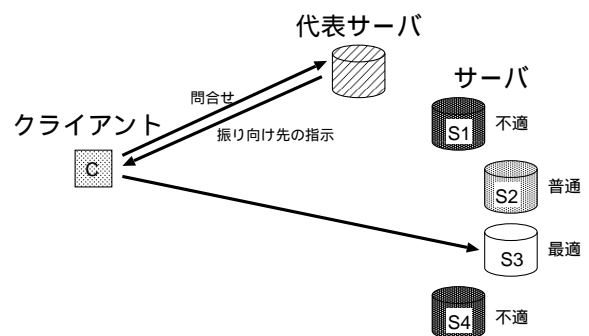 代表サーバ
サーバ
問合せ
クライアント
振り向け先の指示
C
S1
不適
S2
普通
S3
最適
S4
不適